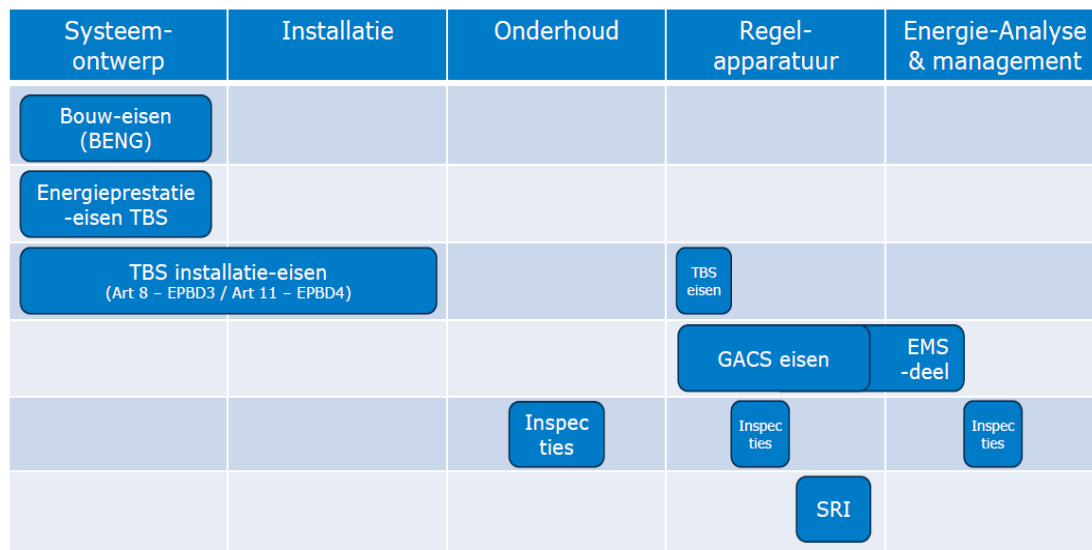 Systeem-
ontwerp
Installatie
Onderhoud
Regel-
apparatuur
Energie-Analyse
& management
Bouw-eisen
(BENG)
Energieprestatie
-eisen TBS
TBS installatie-eisen
(Art 8 – EPBD3 / Art 11 – EPBD4)
TBS
eisen
GACS eisen
EMS
-deel
Inspec
ties
Inspec
ties
Inspec
ties
SRI